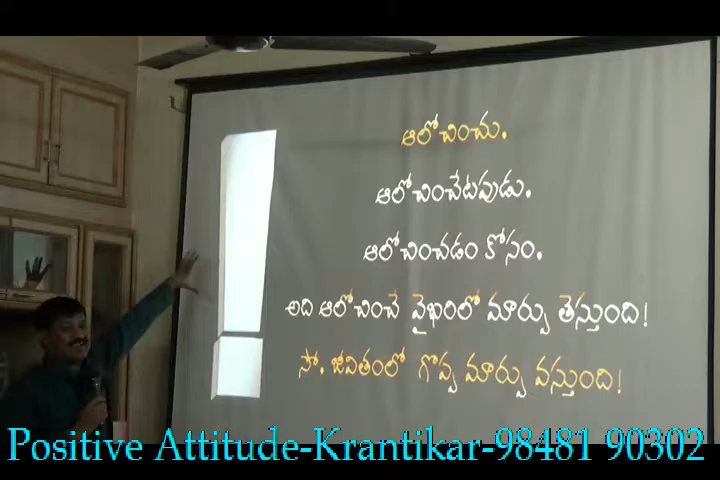 ఆలోచించు.
ఆలోచించేటపుడు.
ఆలోచించడం కోసం.
అది ఆలోచించే వైఖరిలో మార్పు తెస్తుంది!
సో. జీవితంలో గొప్ప మార్పు వస్తుంది!
Positive Attitude-Krantikar-98481 90302